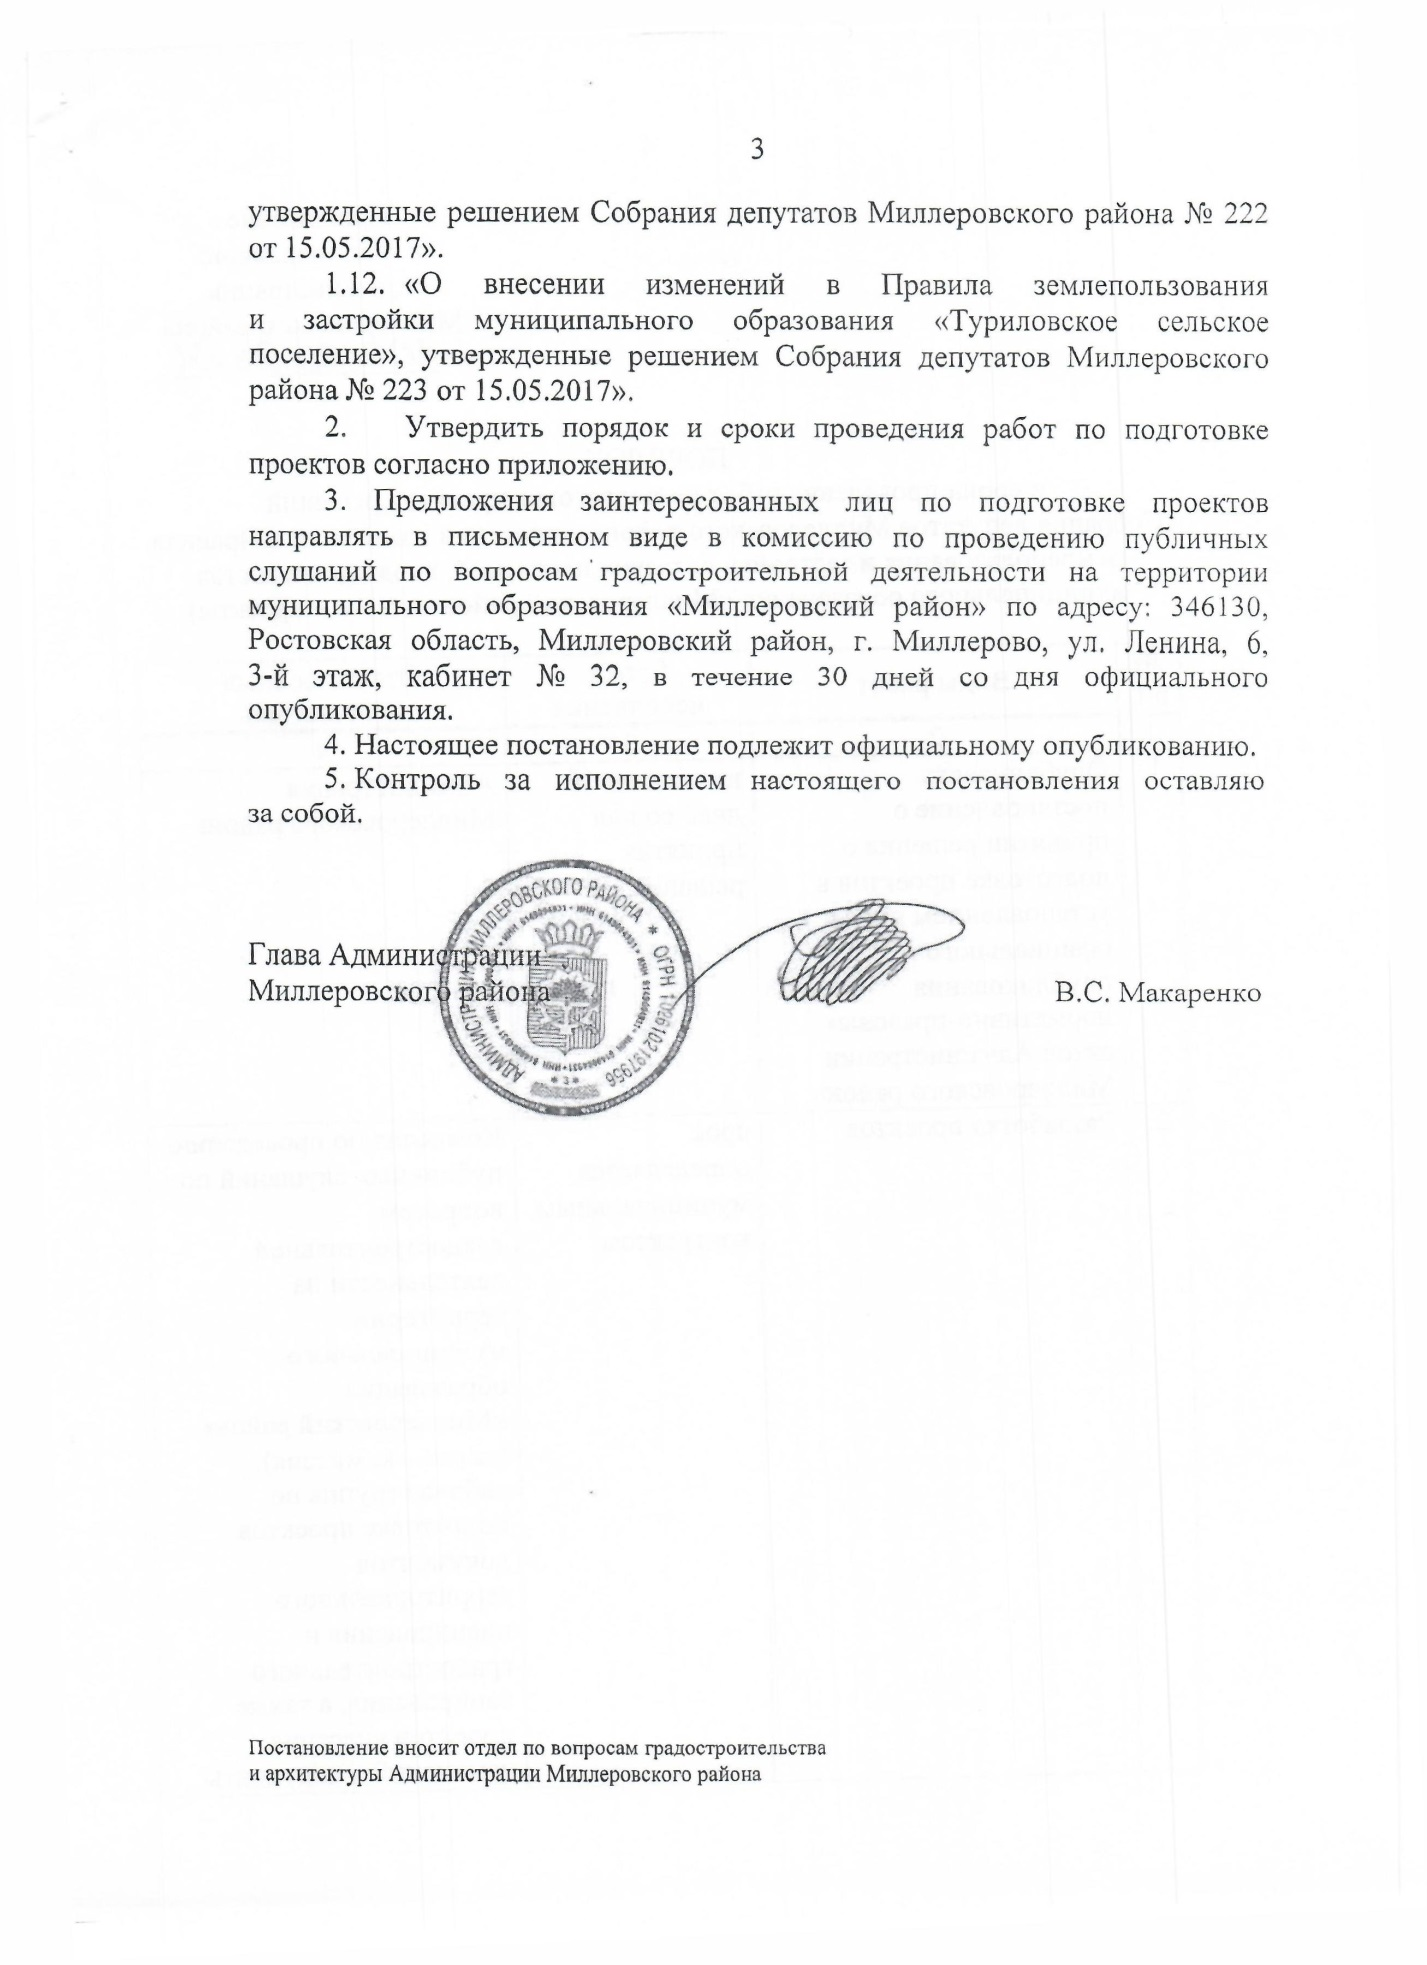 3
утвержденные решением Собрания депутатов Миллеровского района № 222
от 15.05.2017».
1.12. «О внесении изменений в Правила землепользования
и застройки муниципального образования «Туриловское сельское
поселение», утвержденные решением Собрания депутатов Миллеровского
района № 223 от 15.05.2017».
2. Утвердить порядок и сроки проведения работ по подготовке
проектов согласно приложению.
3. Предложения заинтересованных лиц по подготовке проектов
направлять в письменном виде в комиссию по проведению публичных
слушаний по вопросам градостроительной деятельности на территории
муниципального образования «Миллеровский район» по адресу: 346130,
Ростовская область, Миллеровский район, г. Миллерово, ул. Ленина, 6,
3-й этаж, кабинет № 32, в течение 30 дней со дня официального
опубликования.
4. Настоящее постановление подлежит официальному опубликованию.
5. Контроль за исполнением настоящего постановления оставляю
за собой.
Глава Администрации
Миллеровского района
В.С. Макаренко
АДМИНИСТРАЦИЯ МИЛЛЕРОВСКОГО РАЙОНА * ОГРН 1026102197956
Постановление вносит отдел по вопросам градостроительства
и архитектуры Администрации Миллеровского района